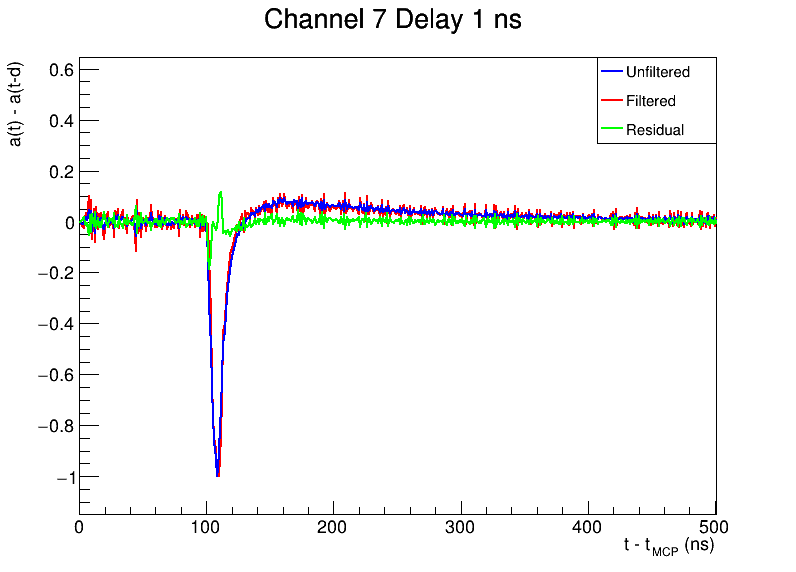 Channel 7 Delay 1 ns
a(t) - a(t-d)
0.6
0.4
0.2
0
−0.2
−0.4
−0.6
−0.8
−1
Unfiltered
Filtered
Residual
0 100 200 300 400 500
t - t_MCP (ns)